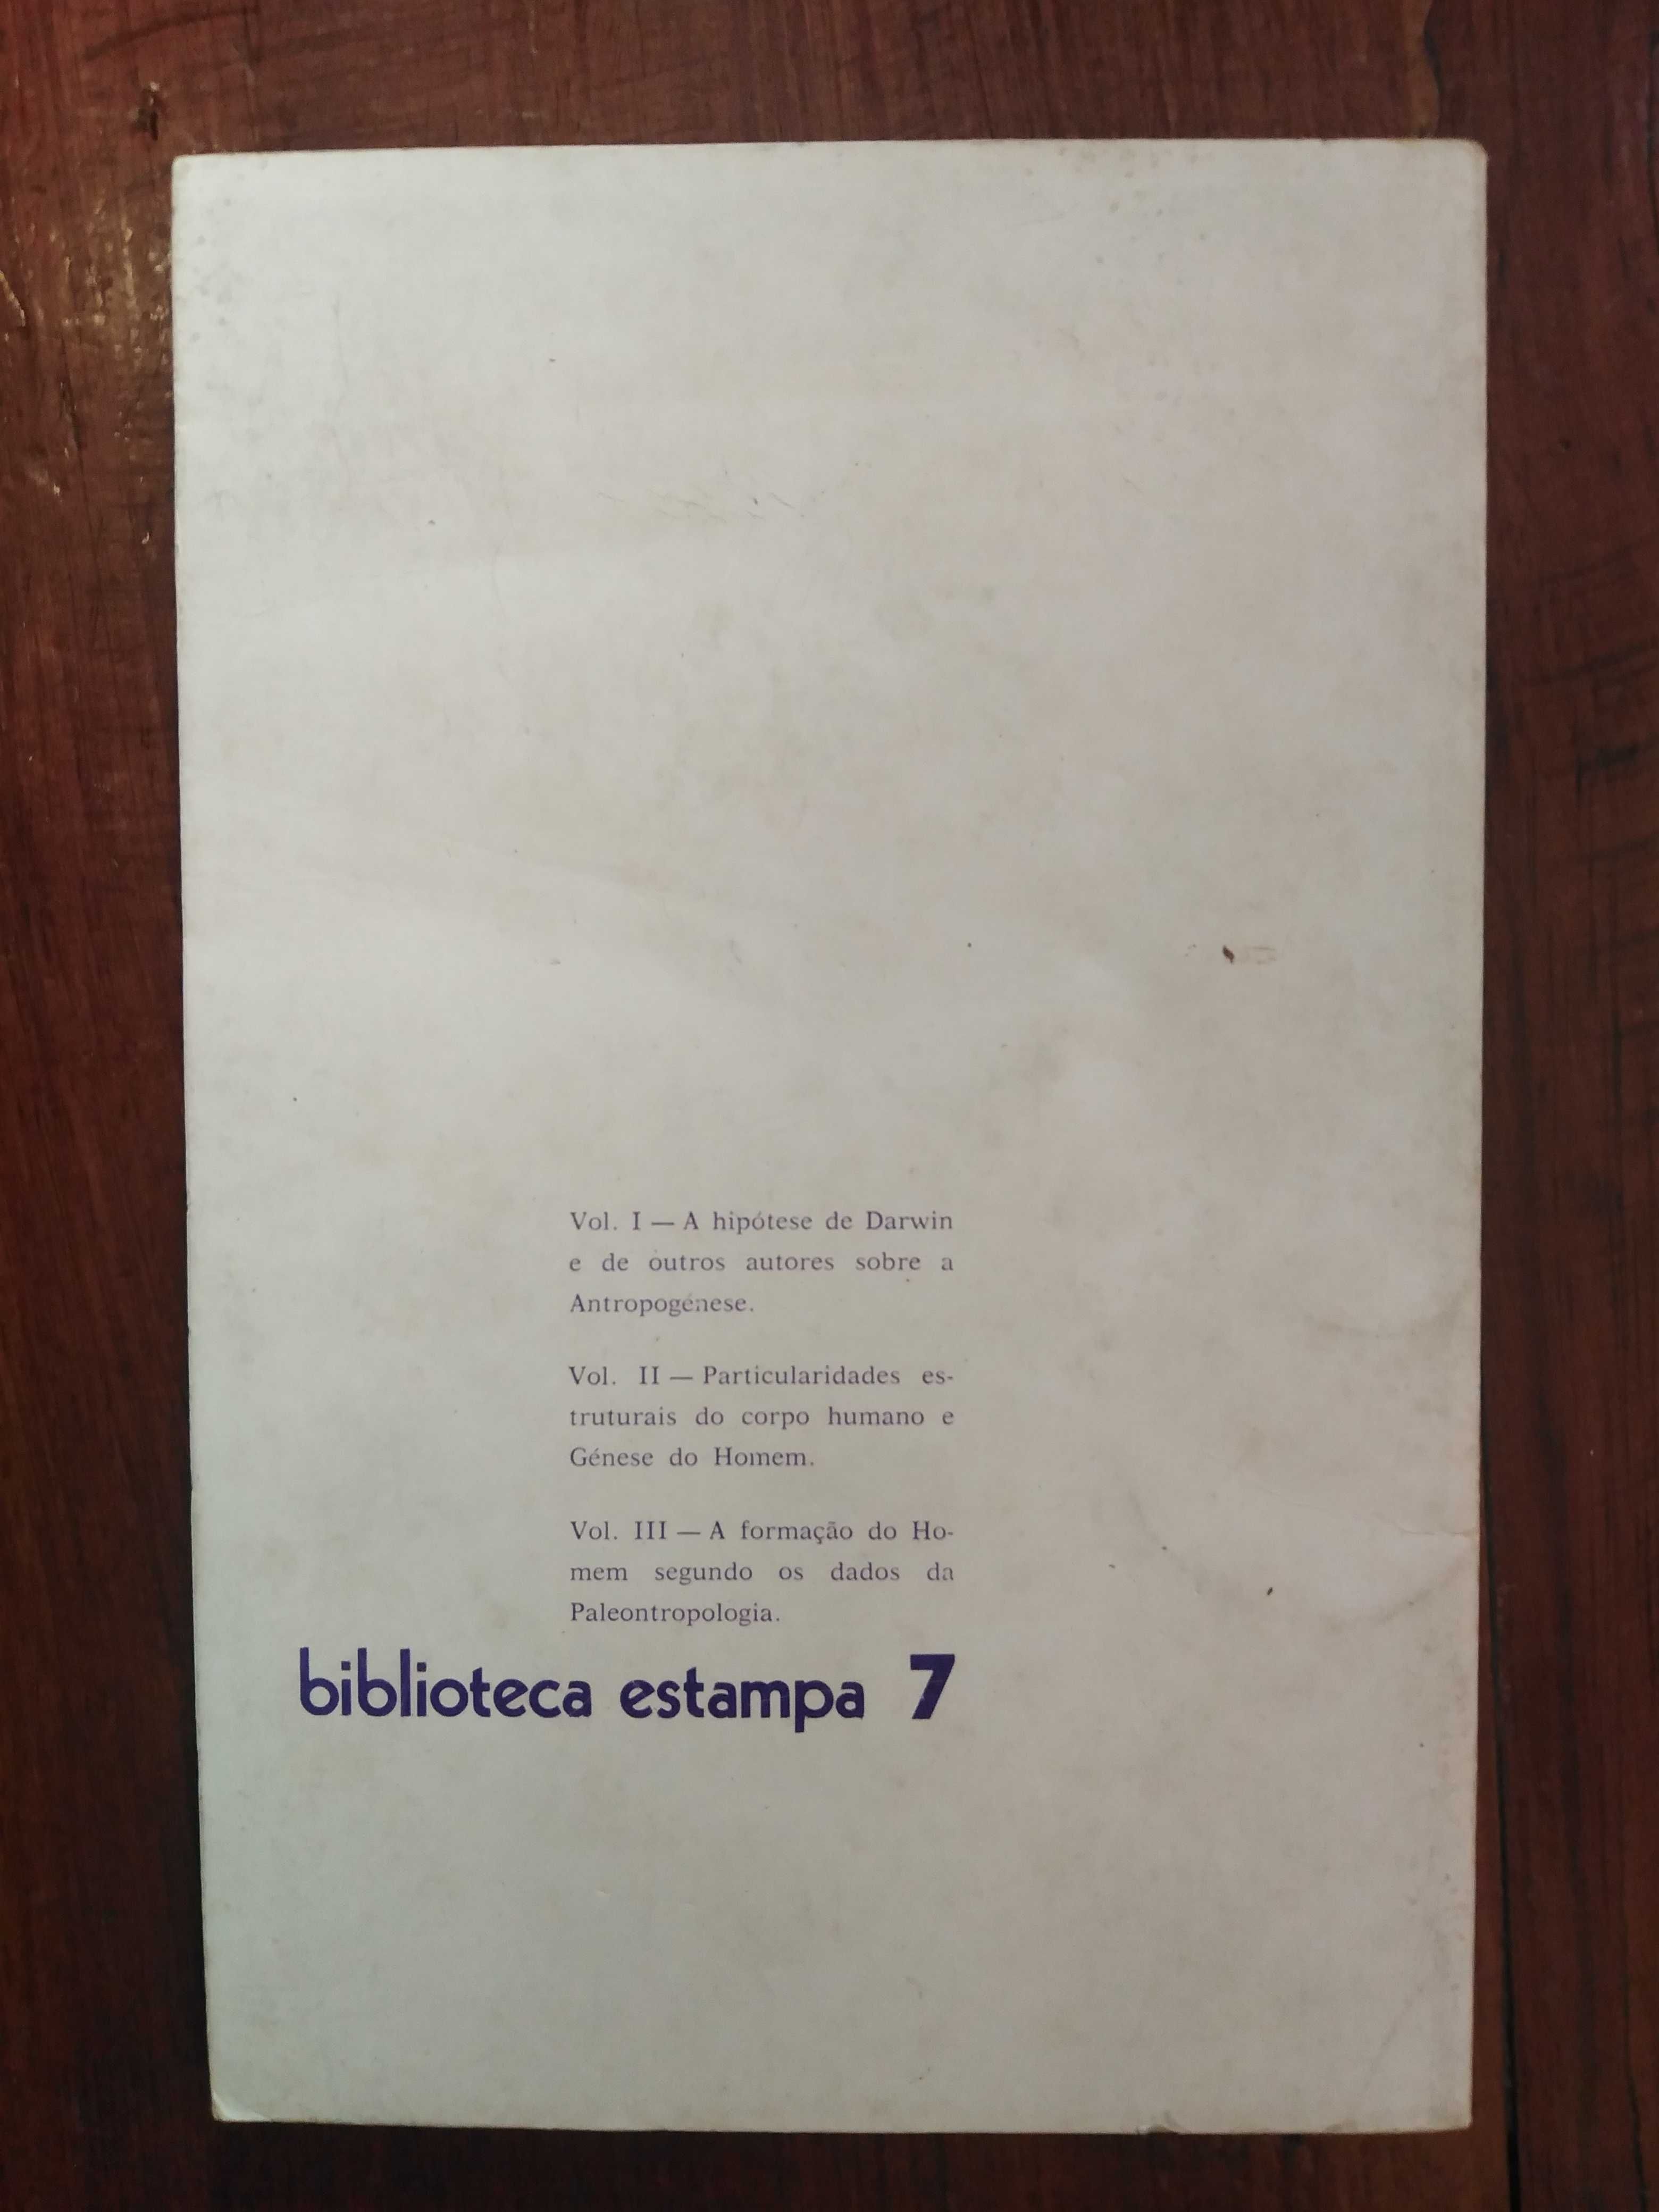 Vol. I — A hipótese de Darwin
e de outros autores sobre a
Antropogénese.
Vol. II — Particularidades es-
truturais do corpo humano e
Génese do Homem.
Vol. III — A formação do Ho-
mem segundo os dados da
Paleontropologia.
biblioteca estampa 7